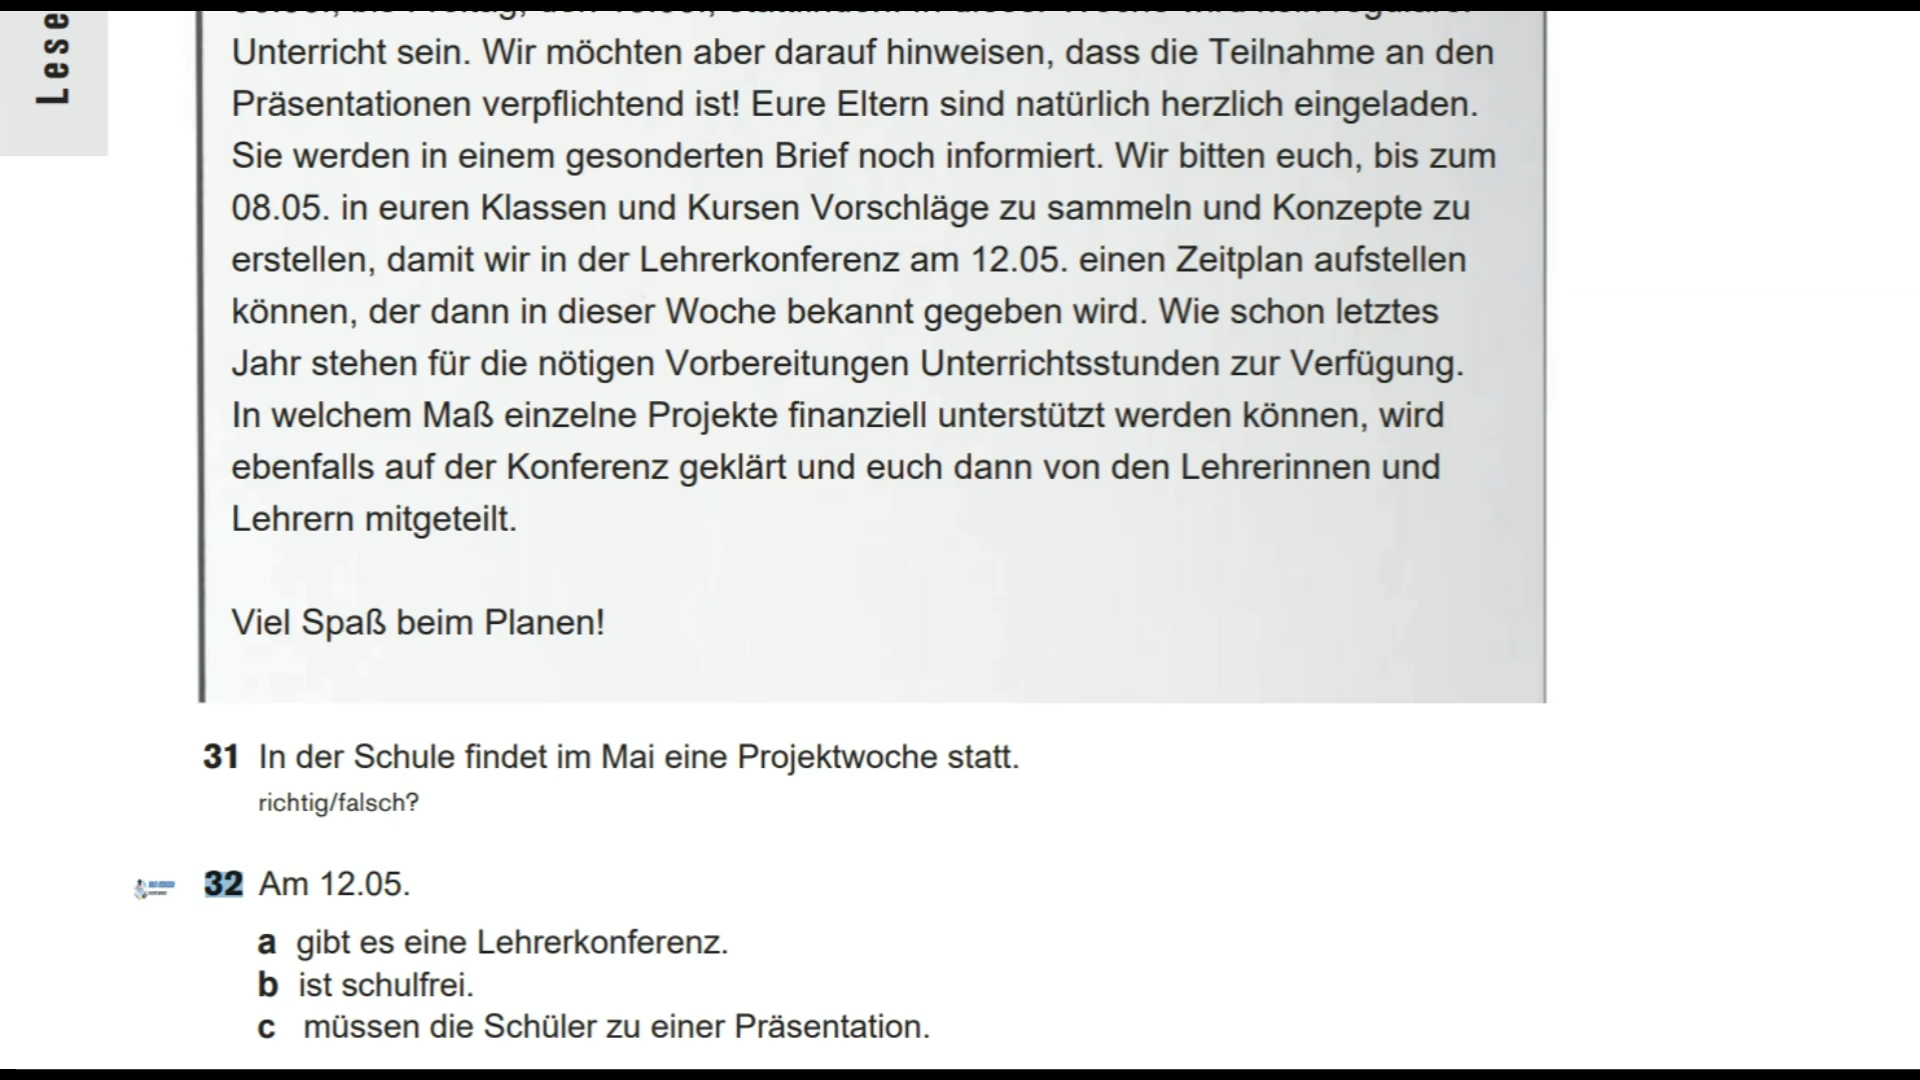 Lese
Unterricht sein. Wir möchten aber darauf hinweisen, dass die Teilnahme an den
Präsentationen verpflichtend ist! Eure Eltern sind natürlich herzlich eingeladen.
Sie werden in einem gesonderten Brief noch informiert. Wir bitten euch, bis zum
08.05. in euren Klassen und Kursen Vorschläge zu sammeln und Konzepte zu
erstellen, damit wir in der Lehrerkonferenz am 12.05. einen Zeitplan aufstellen
können, der dann in dieser Woche bekannt gegeben wird. Wie schon letztes
Jahr stehen für die nötigen Vorbereitungen Unterrichtsstunden zur Verfügung.
In welchem Maß einzelne Projekte finanziell unterstützt werden können, wird
ebenfalls auf der Konferenz geklärt und euch dann von den Lehrerinnen und
Lehrern mitgeteilt.
Viel Spaß beim Planen!
31 In der Schule findet im Mai eine Projektwoche statt.
richtig/falsch?
32 Am 12.05.
a gibt es eine Lehrerkonferenz.
b ist schulfrei.
c müssen die Schüler zu einer Präsentation.